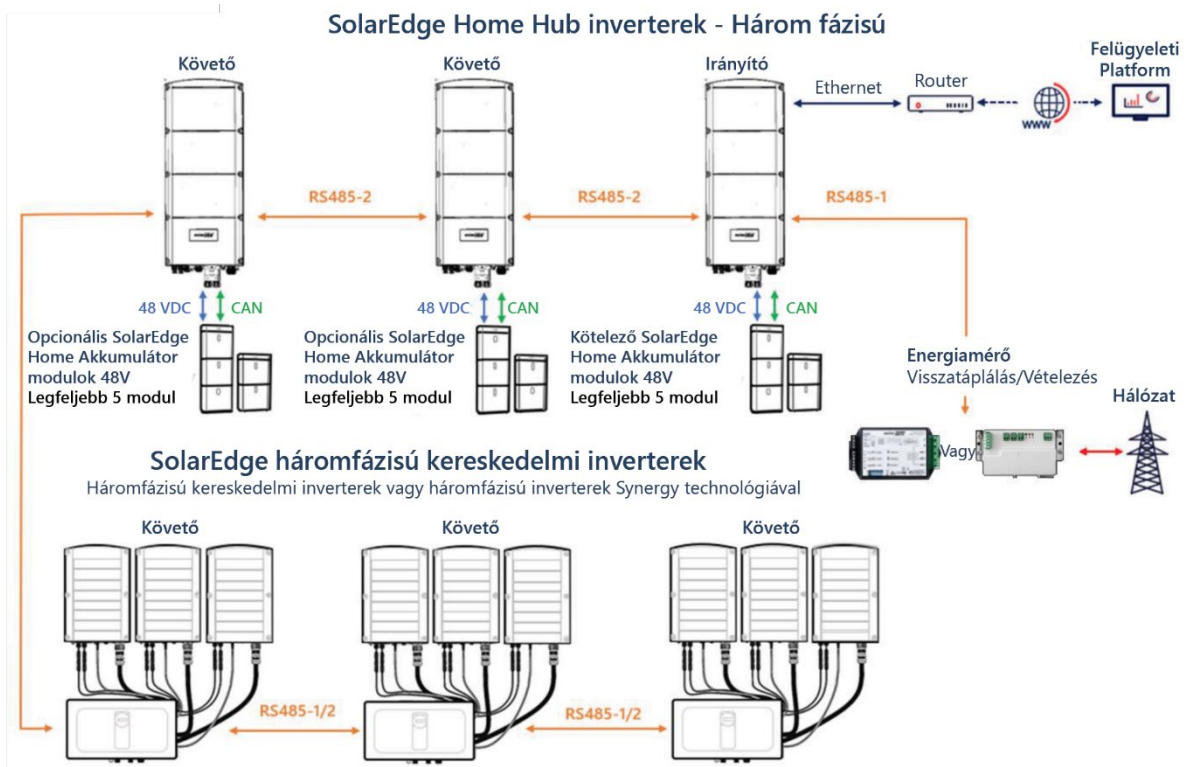 SolarEdge Home Hub inverterek - Három fázisú
Követő
Követő
Irányító
Ethernet
Router
www
Felügyeleti
Platform
RS485-2
RS485-2
RS485-1
48 VDC
CAN
48 VDC
CAN
48 VDC
CAN
Opcionális SolarEdge
Home Akkumulátor
modulok 48V
Legfeljebb 5 modul
Opcionális SolarEdge
Home Akkumulátor
modulok 48V
Legfeljebb 5 modul
Kötelező SolarEdge
Home Akkumulátor
modulok 48V
Legfeljebb 5 modul
Energiamérő
Visszatáplálás/Vételezés
Vagy
Hálózat
SolarEdge háromfázisú kereskedelmi inverterek
Háromfázisú kereskedelmi inverterek vagy háromfázisú inverterek Synergy technológiával
Követő
Követő
Követő
RS485-1/2
RS485-1/2